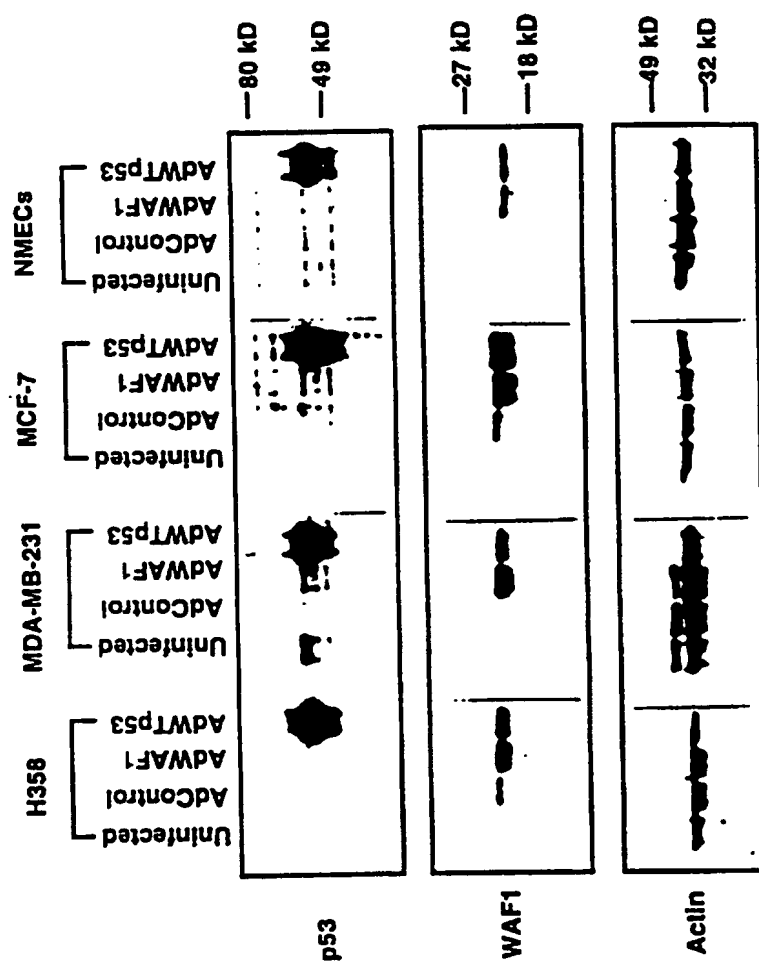 H358
MDA-MB-231
MCF-7
NMECs
Uninfected
AdControl
AdWAF1
AdWTp53
Uninfected
AdControl
AdWAF1
AdWTp53
Uninfected
AdControl
AdWAF1
AdWTp53
Uninfected
AdControl
AdWAF1
AdWTp53
p53
—80 kD
—49 kD
WAF1
—27 kD
—18 kD
Actin
—49 kD
—32 kD